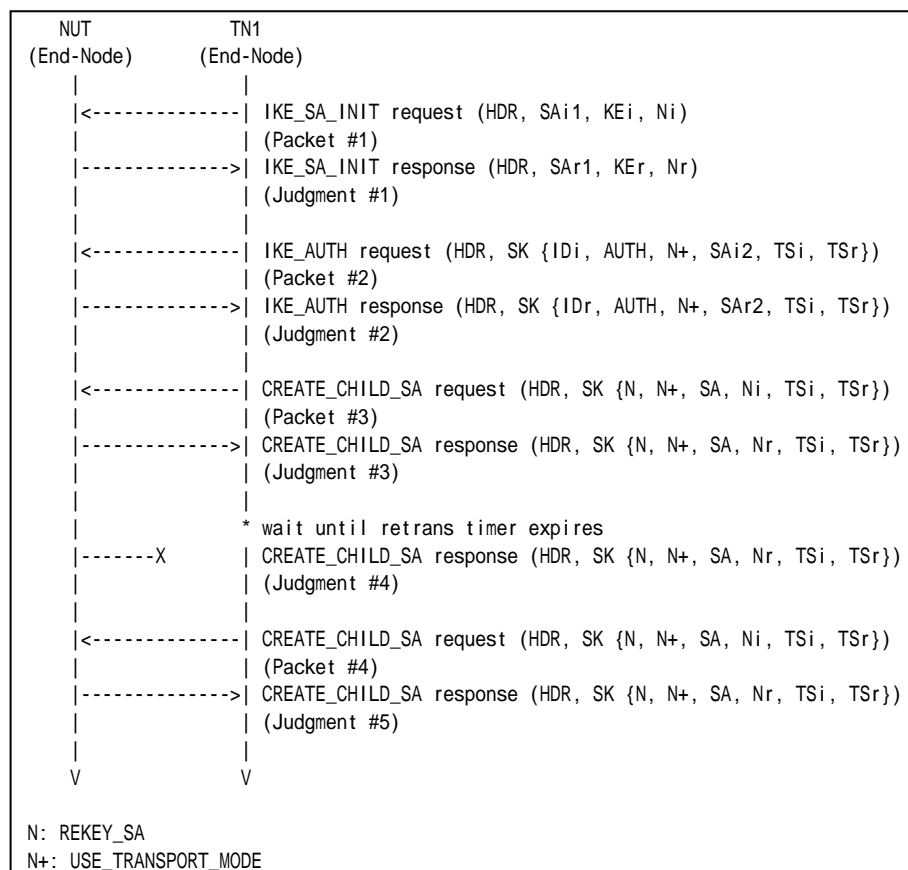 NUT TN1
(End-Node) (End-Node)
| |
|<--------------| IKE_SA_INIT request (HDR, SAi1, KEi, Ni)
| | (Packet #1)
|-------------->| IKE_SA_INIT response (HDR, SAr1, KEr, Nr)
| | (Judgment #1)
| |
|<--------------| IKE_AUTH request (HDR, SK {IDi, AUTH, N+, SAi2, TSi, TSr})
| | (Packet #2)
|-------------->| IKE_AUTH response (HDR, SK {IDr, AUTH, N+, SAr2, TSi, TSr})
| | (Judgment #2)
| |
|<--------------| CREATE_CHILD_SA request (HDR, SK {N, N+, SA, Ni, TSi, TSr})
| | (Packet #3)
|-------------->| CREATE_CHILD_SA response (HDR, SK {N, N+, SA, Nr, TSi, TSr})
| | (Judgment #3)
| |
| * wait until retrans timer expires
|-------X | CREATE_CHILD_SA response (HDR, SK {N, N+, SA, Nr, TSi, TSr})
| | (Judgment #4)
| |
|<--------------| CREATE_CHILD_SA request (HDR, SK {N, N+, SA, Ni, TSi, TSr})
| | (Packet #4)
|-------------->| CREATE_CHILD_SA response (HDR, SK {N, N+, SA, Nr, TSi, TSr})
| | (Judgment #5)
| |
V V
N: REKEY_SA
N+: USE_TRANSPORT_MODE